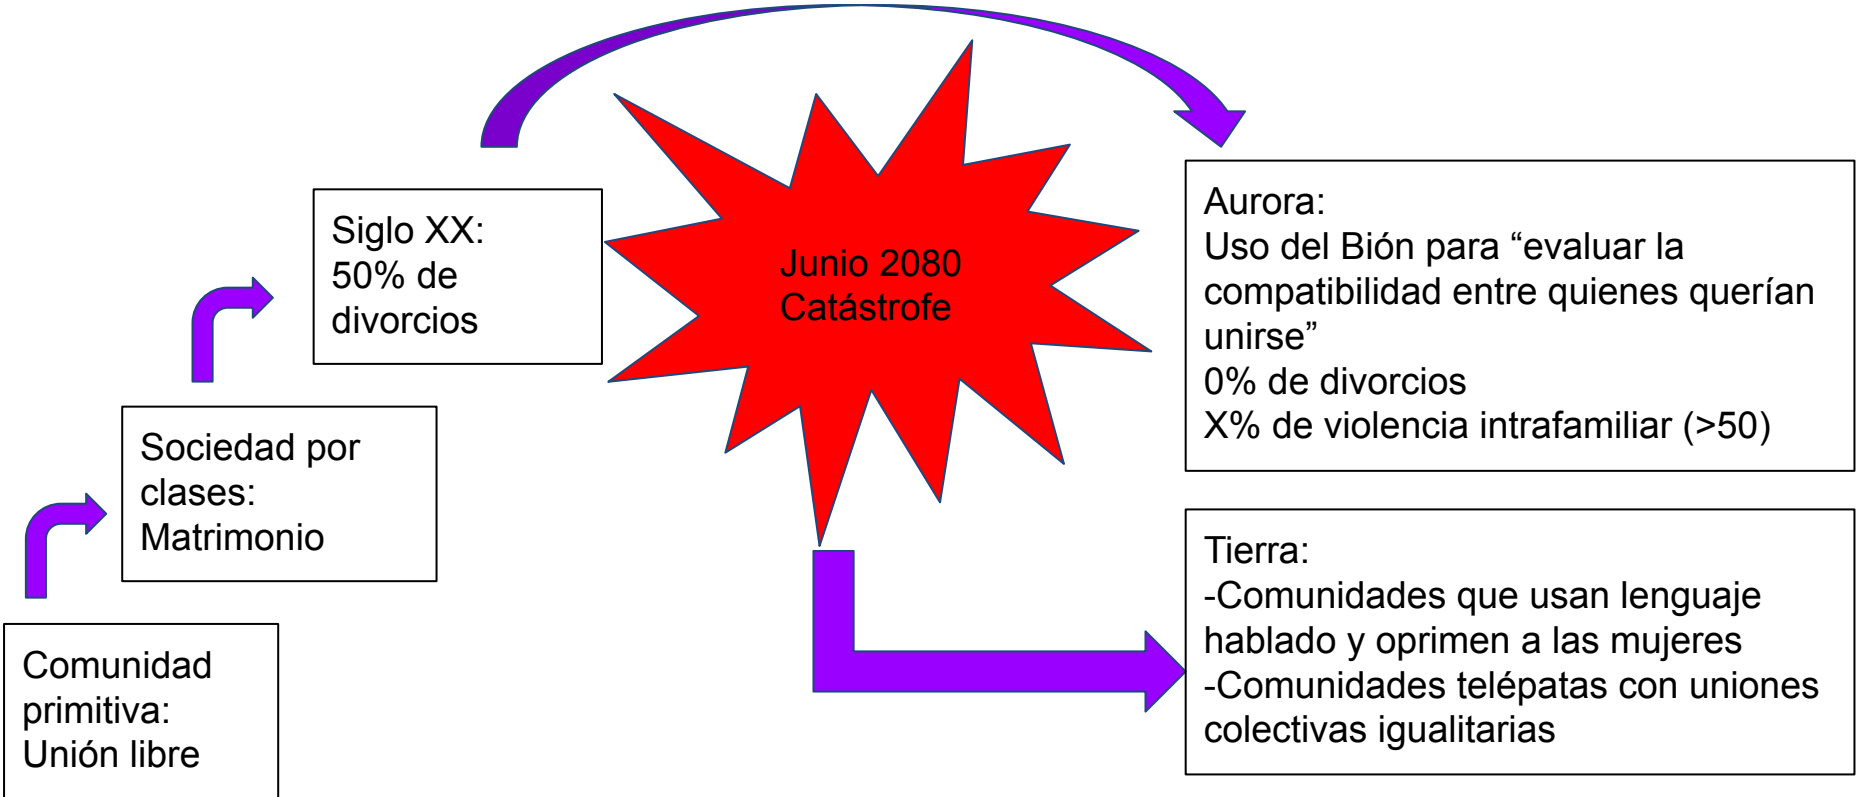 Siglo XX:
50% de
divorcios
Junio 2080
Catástrofe
Aurora:
Uso del Bión para “evaluar la
compatibilidad entre quienes querían
unirse”
0% de divorcios
X% de violencia intrafamiliar (>50)
Sociedad por
clases:
Matrimonio
Tierra:
-Comunidades que usan lenguaje
hablado y oprimen a las mujeres
-Comunidades telépatas con uniones
colectivas igualitarias
Comunidad
primitiva:
Unión libre